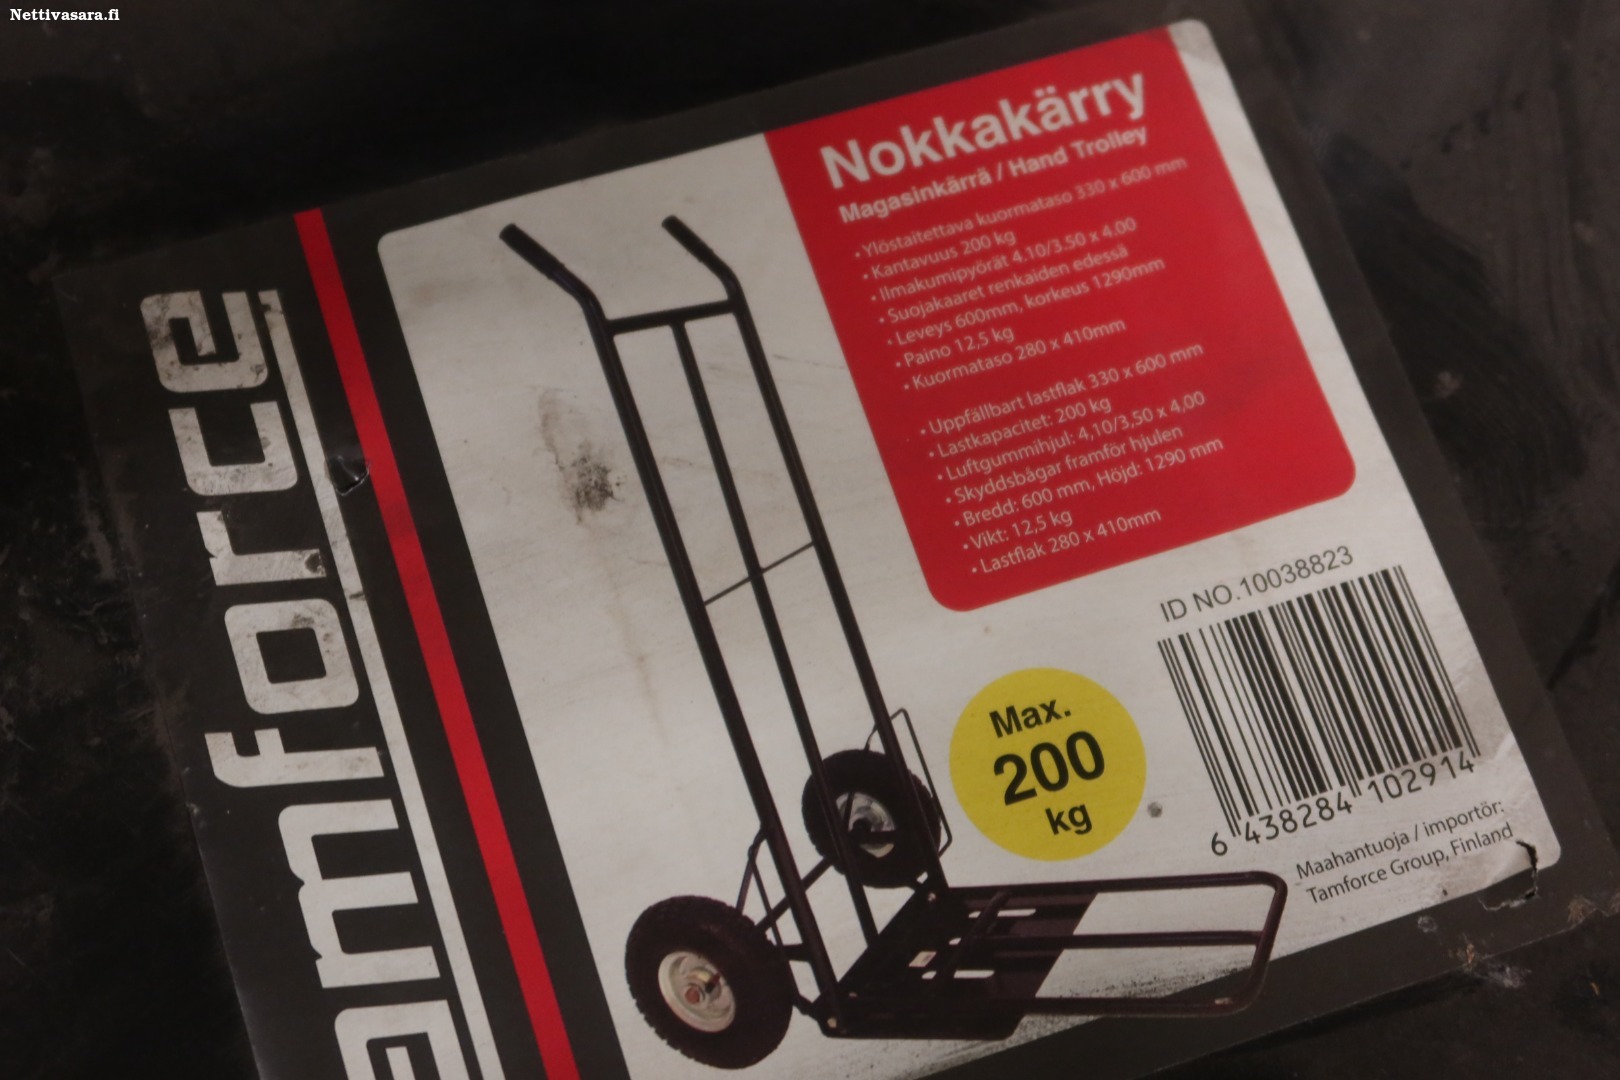 Nettivasara.fi
amforce
Nokkakärry
Magasinkärrä / Hand Trolley
• Ylöstaitettava kuormataso 330 x 600 mm
• Kantavuus 200 kg
• Ilmakumipyörät 4.10/3.50 x 4.00
• Suojakaaret renkaiden edessä
• Leveys 600mm, korkeus 1290mm
• Paino 12,5 kg
• Kuormataso 280 x 410mm
• Uppfällbart lastflak 330 x 600 mm
• Lastkapacitet: 200 kg
• Luftgummihjul: 4,10/3,50 x 4,00
• Skyddsbågar framför hjulen
• Bredd: 600 mm, Höjd: 1290 mm
• Vikt: 12,5 kg
• Lastflak 280 x 410mm
ID NO.10038823
6 438284 102914
Max.
200
kg
Maahantuoja / importör:
Tamforce Group, Finland